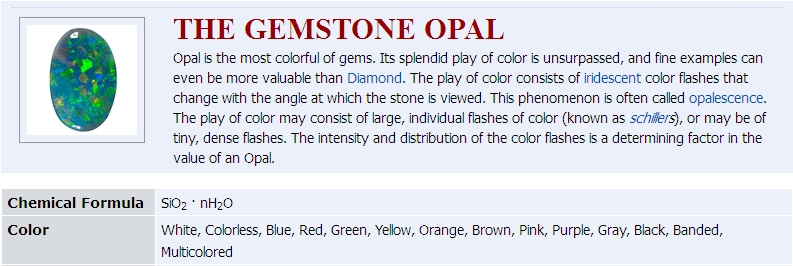 THE GEMSTONE OPAL
Opal is the most colorful of gems. Its splendid play of color is unsurpassed, and fine examples can
even be more valuable than Diamond. The play of color consists of iridescent color flashes that
change with the angle at which the stone is viewed. This phenomenon is often called opalescence.
The play of color may consist of large, individual flashes of color (known as schillers), or may be of
tiny, dense flashes. The intensity and distribution of the color flashes is a determining factor in the
value of an Opal.
Chemical Formula SiO₂ · nH₂O
Color White, Colorless, Blue, Red, Green, Yellow, Orange, Brown, Pink, Purple, Gray, Black, Banded,
Multicolored